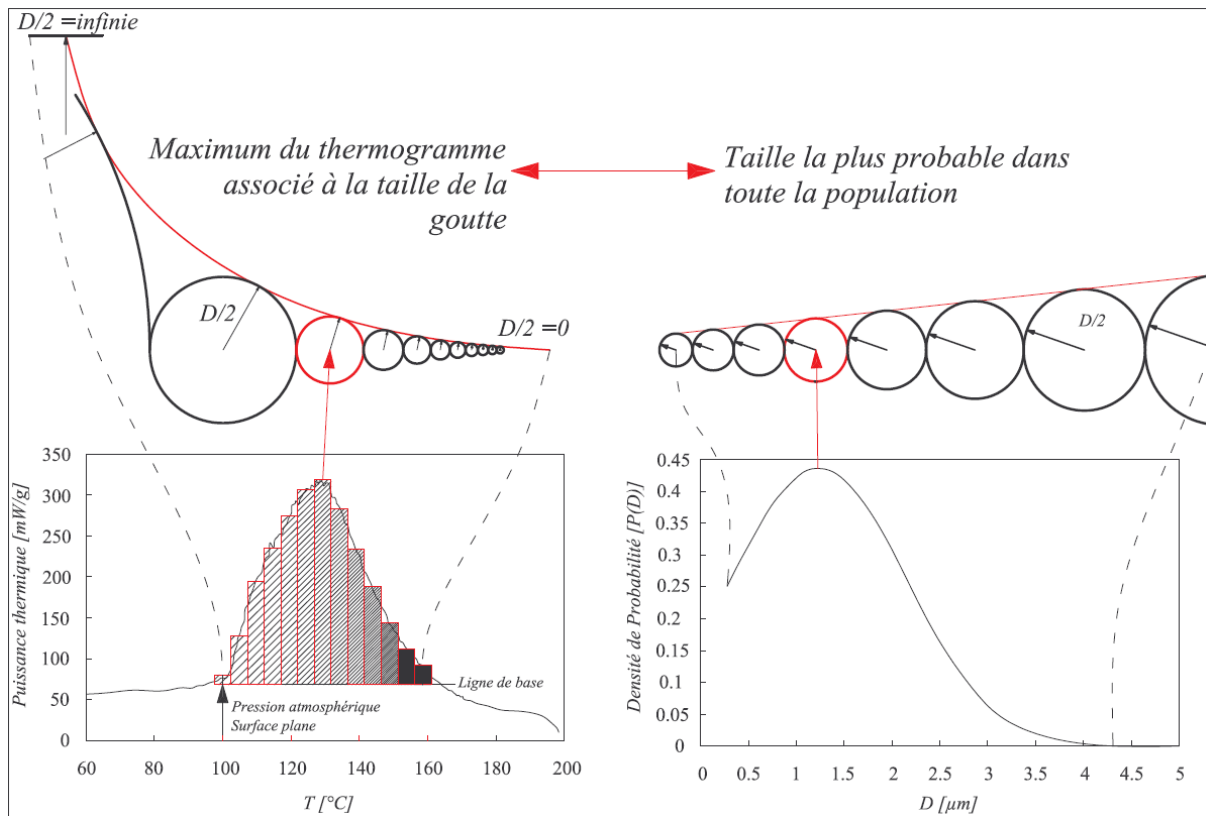 D/2 =infinie
Maximum du thermogramme
associé à la taille de la
goutte
Taille la plus probable dans
toute la population
D/2
D/2 =0
D/2
Puissance thermique [mW/g]
350
300
250
200
150
100
50
0
Ligne de base
Pression atmosphérique
Surface plane
60
80
100
120
140
160
180
200
T [°C]
Densité de Probabilité [P(D)]
0.45
0.4
0.35
0.3
0.25
0.2
0.15
0.1
0.05
0
0
0.5
1
1.5
2
2.5
3
3.5
4
4.5
5
D [µm]